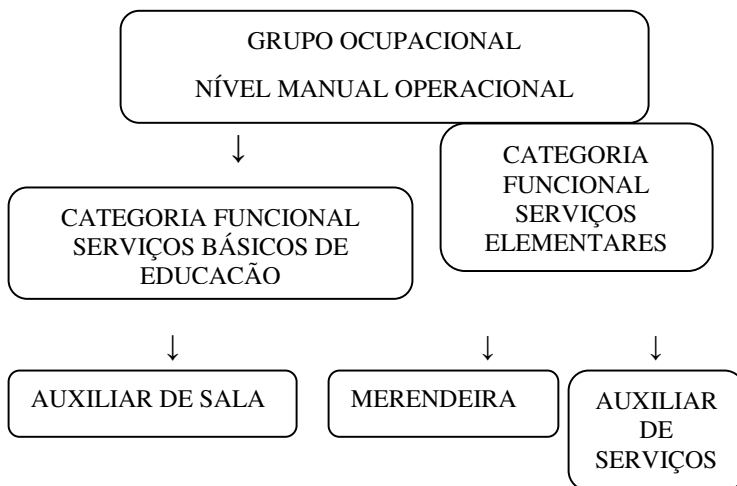 GRUPO OCUPACIONAL
NÍVEL MANUAL OPERACIONAL
↓
CATEGORIA
FUNCIONAL
SERVIÇOS
ELEMENTARES
CATEGORIA FUNCIONAL
SERVIÇOS BÁSICOS DE
EDUCACÃO
↓ ↓ ↓
AUXILIAR DE SALA
MERENDEIRA
AUXILIAR
DE
SERVIÇOS